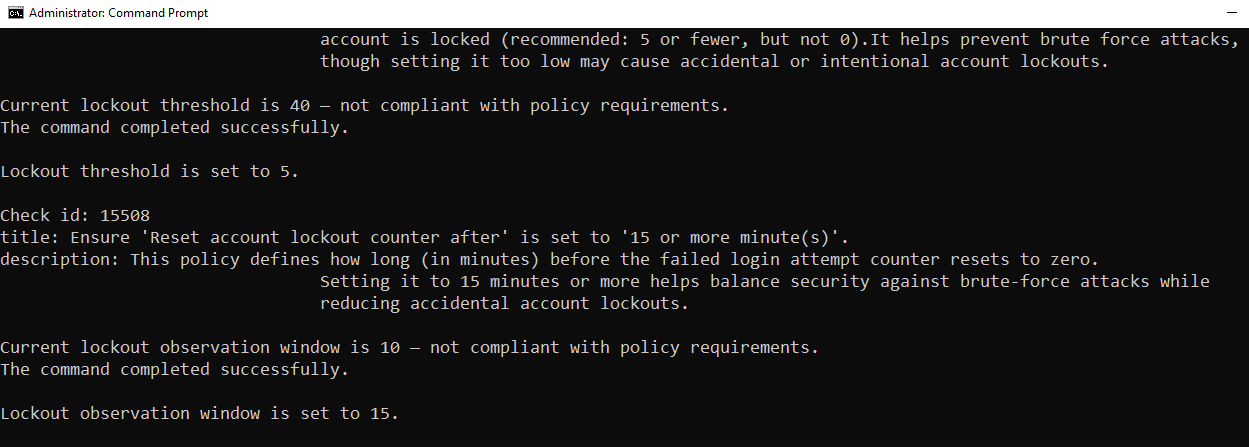 Administrator: Command Prompt
account is locked (recommended: 5 or fewer, but not 0).It helps prevent brute force attacks,
though setting it too low may cause accidental or intentional account lockouts.
Current lockout threshold is 40 — not compliant with policy requirements.
The command completed successfully.
Lockout threshold is set to 5.
Check id: 15508
title: Ensure 'Reset account lockout counter after' is set to '15 or more minute(s)'.
description: This policy defines how long (in minutes) before the failed login attempt counter resets to zero.
Setting it to 15 minutes or more helps balance security against brute-force attacks while
reducing accidental account lockouts.
Current lockout observation window is 10 — not compliant with policy requirements.
The command completed successfully.
Lockout observation window is set to 15.